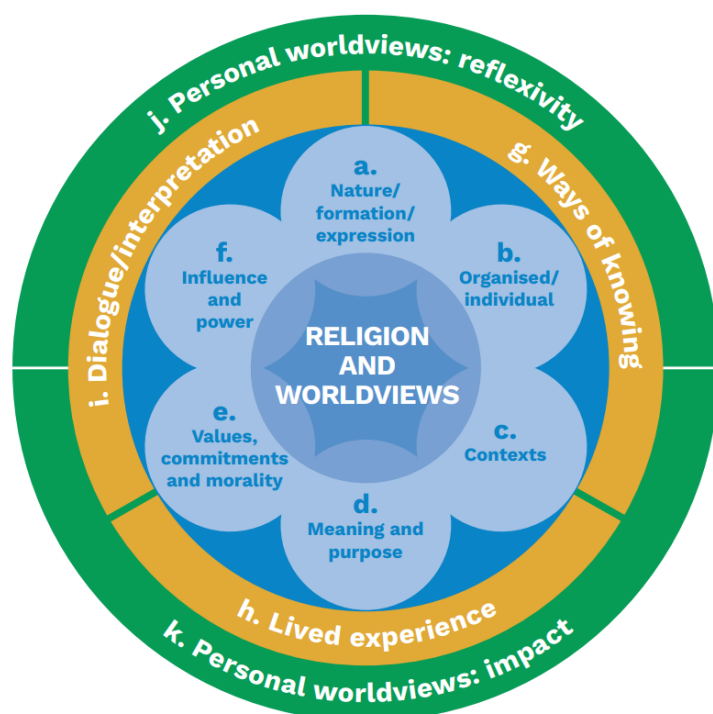 j. Personal worldviews: reflexivity
g. Ways of knowing
i. Dialogue/interpretation
a.
Nature/
formation/
expression
b.
Organised/
individual
f.
Influence
and
power
RELIGION
AND
WORLDVIEWS
c.
Contexts
e.
Values,
commitments
and morality
d.
Meaning and
purpose
h. Lived experience
k. Personal worldviews: impact